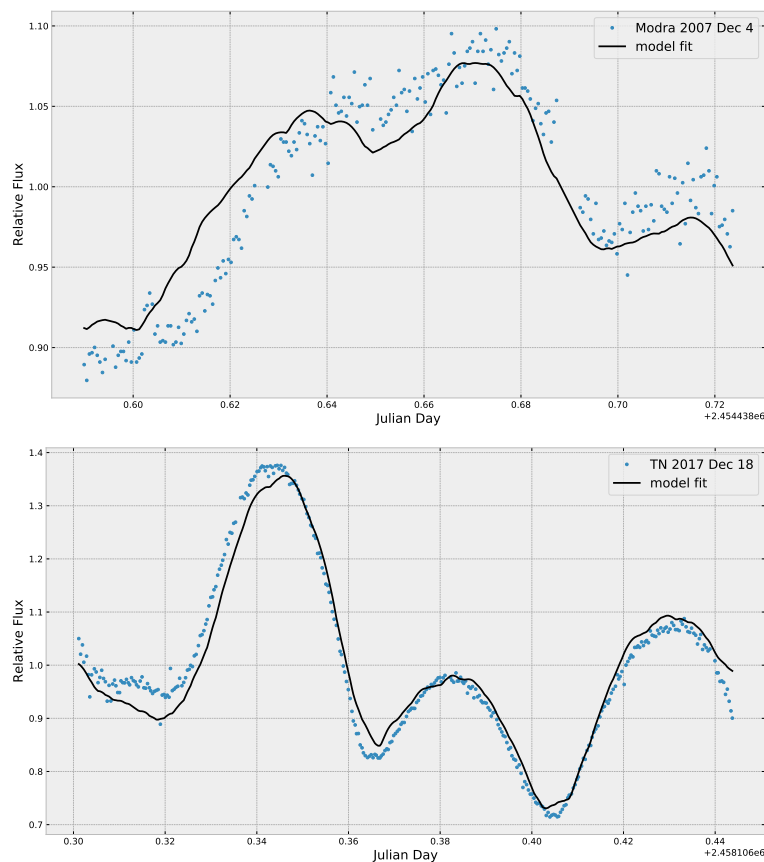 1.10
1.05
1.00
0.95
0.90
Relative Flux
Modra 2007 Dec 4
model fit
0.60 0.62 0.64 0.66 0.68 0.70 0.72
+2.454438e6
Julian Day
1.4
1.3
1.2
1.1
1.0
0.9
0.8
0.7
Relative Flux
TN 2017 Dec 18
model fit
0.30 0.32 0.34 0.36 0.38 0.40 0.42 0.44
+2.458106e6
Julian Day